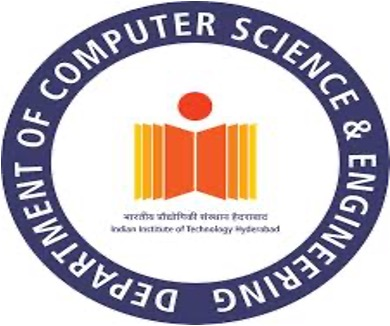 DEPARTMENT OF COMPUTER SCIENCE & ENGINEERING
भारतीय प्रौद्योगिकी संस्थान हैदराबाद
Indian Institute of Technology Hyderabad